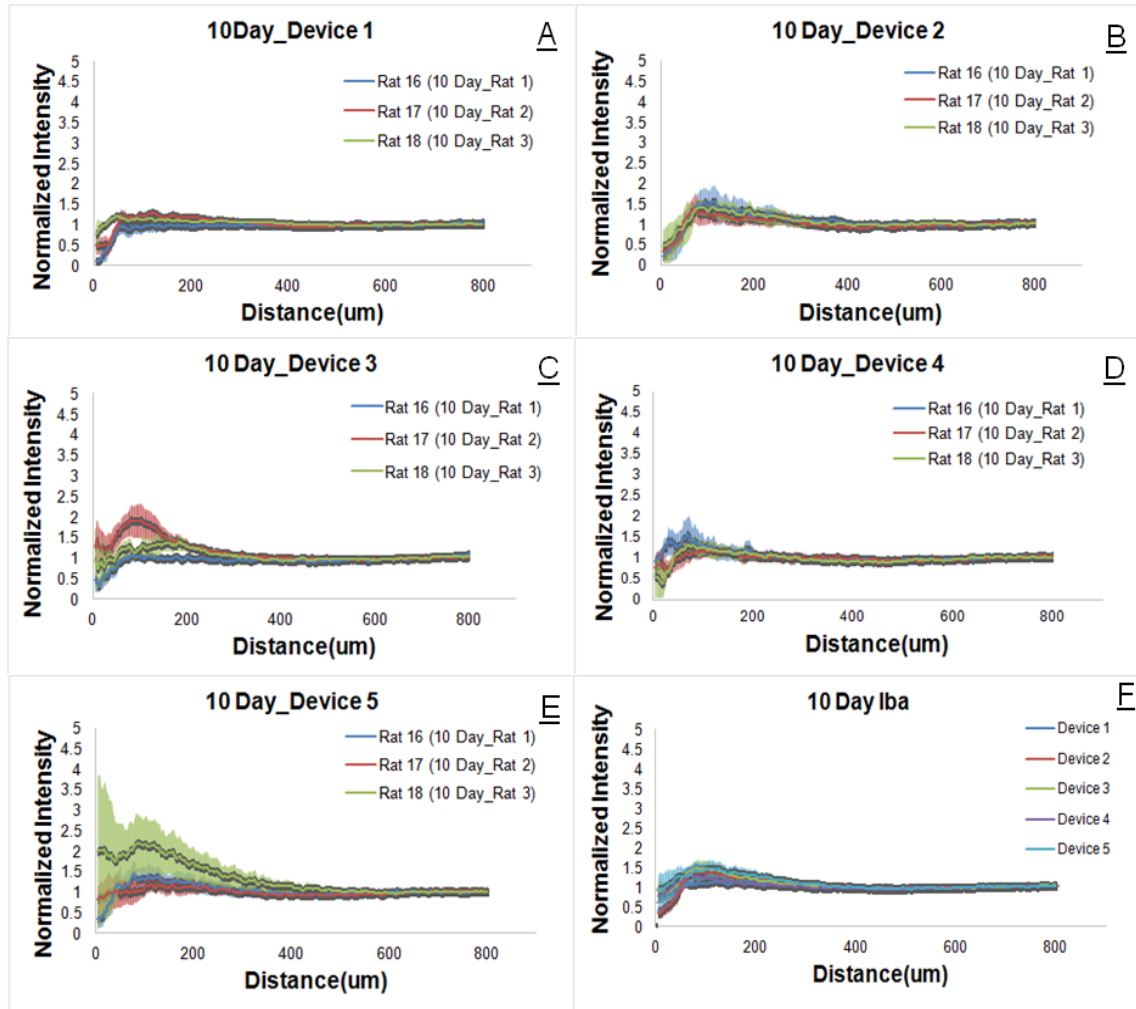 10Day_Device 1
A
Normalized Intensity
5
4.5
4
3.5
3
2.5
2
1.5
1
0.5
0
Rat 16 (10 Day_Rat 1)
Rat 17 (10 Day_Rat 2)
Rat 18 (10 Day_Rat 3)
0 200 400 600 800
Distance(um)
10 Day_Device 2
B
Normalized Intensity
5
4.5
4
3.5
3
2.5
2
1.5
1
0.5
0
Rat 16 (10 Day_Rat 1)
Rat 17 (10 Day_Rat 2)
Rat 18 (10 Day_Rat 3)
0 200 400 600 800
Distance(um)
10 Day_Device 3
C
Normalized Intensity
5
4.5
4
3.5
3
2.5
2
1.5
1
0.5
0
Rat 16 (10 Day_Rat 1)
Rat 17 (10 Day_Rat 2)
Rat 18 (10 Day_Rat 3)
0 200 400 600 800
Distance(um)
10 Day_Device 4
D
Normalized Intensity
5
4.5
4
3.5
3
2.5
2
1.5
1
0.5
0
Rat 16 (10 Day_Rat 1)
Rat 17 (10 Day_Rat 2)
Rat 18 (10 Day_Rat 3)
0 200 400 600 800
Distance(um)
10 Day_Device 5
E
Normalized Intensity
5
4.5
4
3.5
3
2.5
2
1.5
1
0.5
0
Rat 16 (10 Day_Rat 1)
Rat 17 (10 Day_Rat 2)
Rat 18 (10 Day_Rat 3)
0 200 400 600 800
Distance(um)
10 Day Iba
F
Normalized Intensity
5
4.5
4
3.5
3
2.5
2
1.5
1
0.5
0
Device 1
Device 2
Device 3
Device 4
Device 5
0 200 400 600 800
Distance(um)